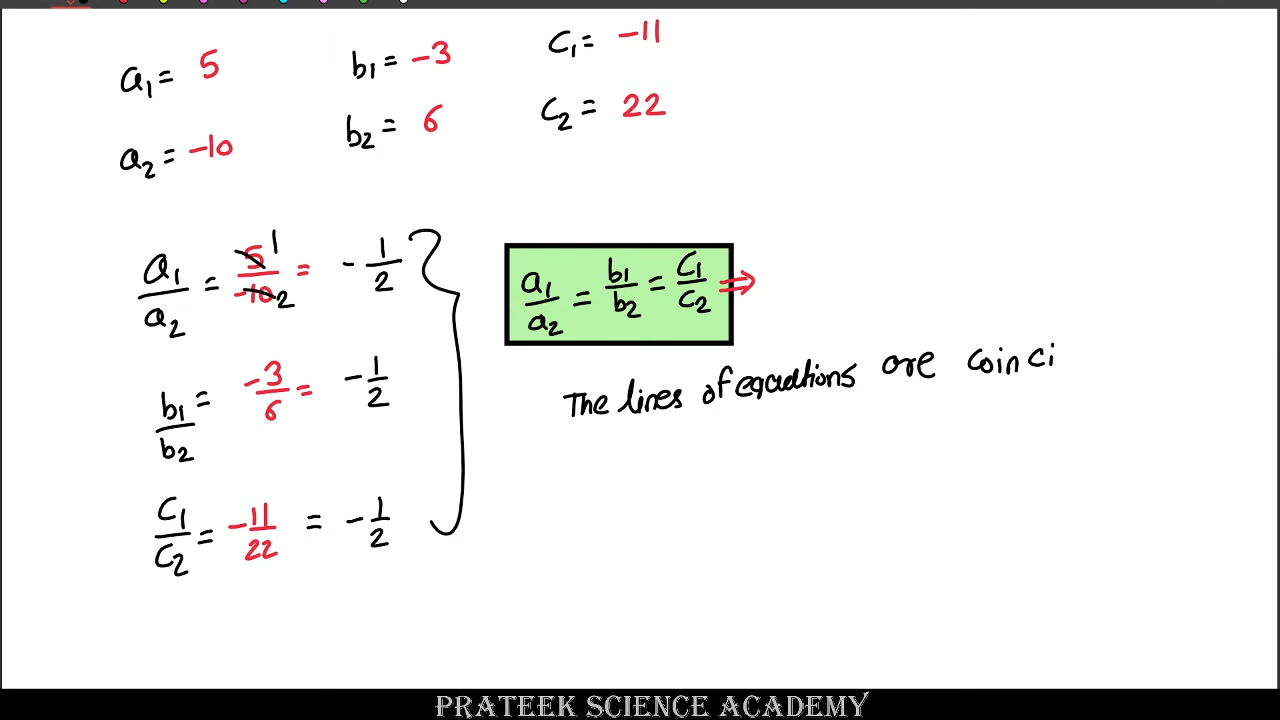 a₁ = 5 b₁ = -3 c₁ = -11
a₂ = -10 b₂ = 6 c₂ = 22
a₁/a₂ = 5/-10 1/2 = -1/2
a₁/a₂ = b₁/b₂ = c₁/c₂ ⇒
b₁/b₂ = -3/6 = -1/2
The lines of equations are coinci
c₁/c₂ = -11/22 = -1/2
PRATEEK SCIENCE ACADEMY